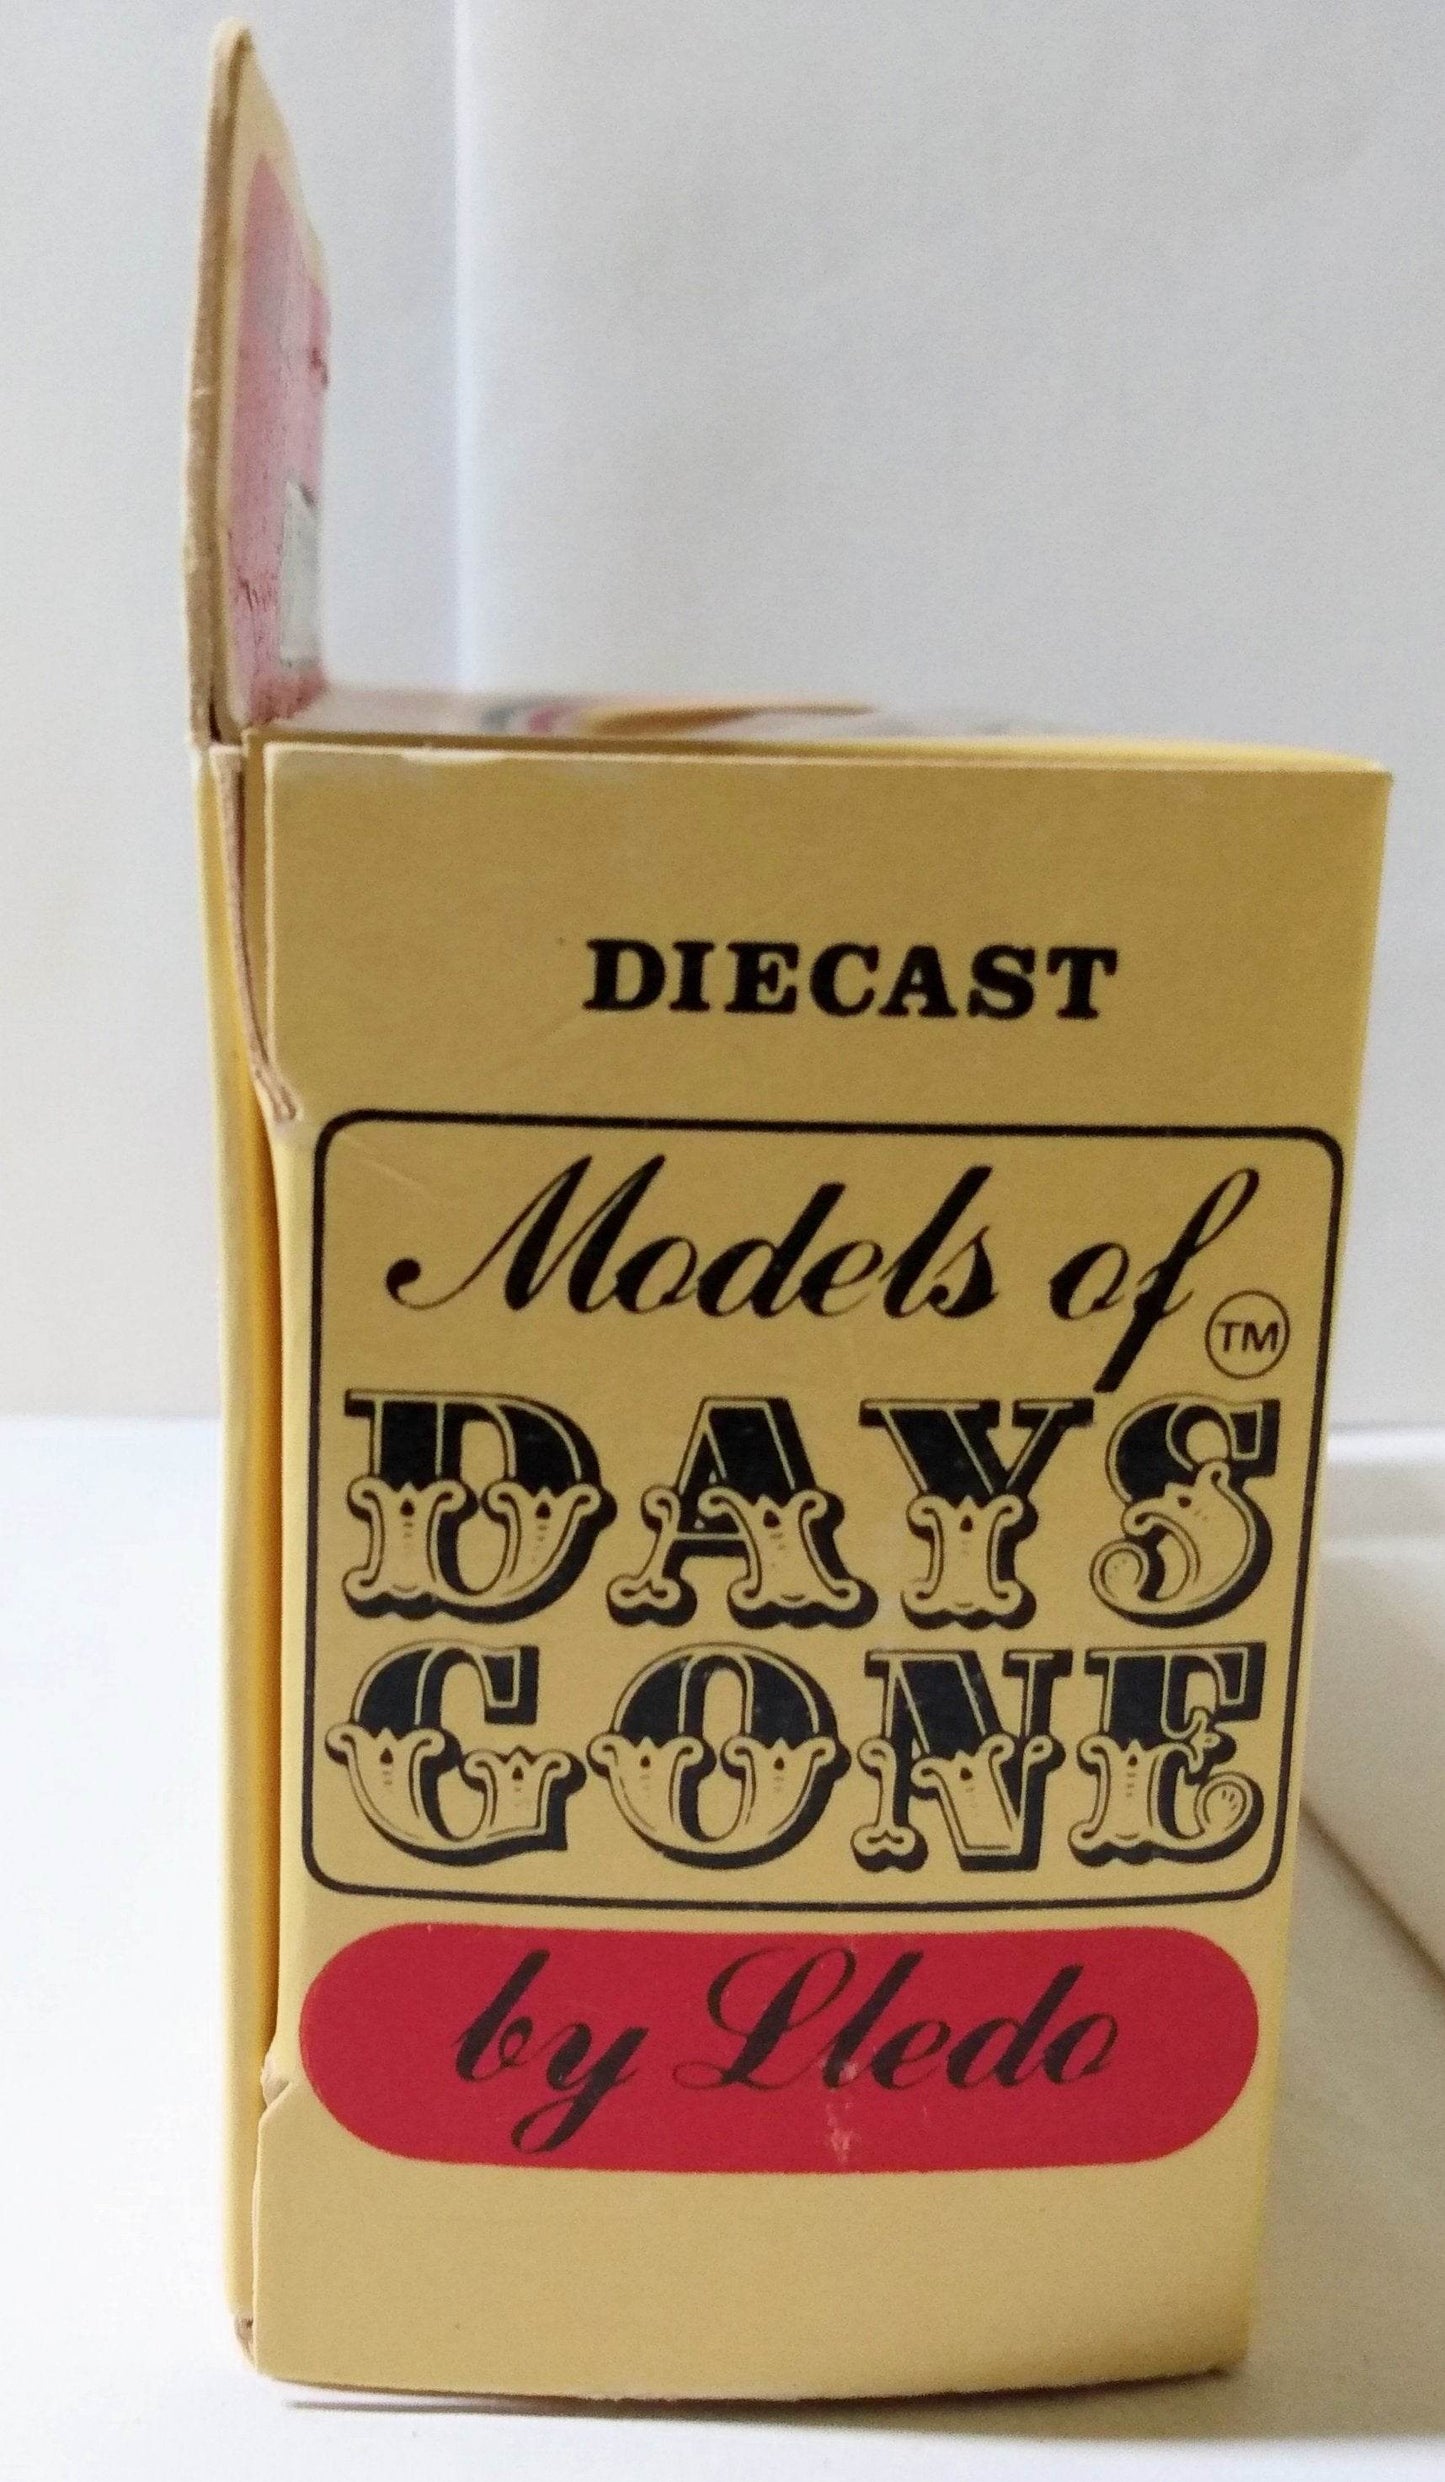 DIECAST
Models of
TM
DAYS
GONE
by Lledo